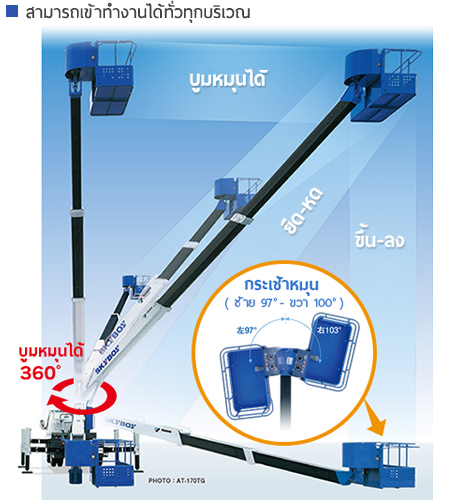 สามารถเข้าทำงานได้ทั่วทุกบริเวณ
บูมหมุนได้
ยืด-หด
ขึ้น-ลง
กระเช้าหมุน
( ซ้าย 97° - ขวา 100° )
左97°
右103°
บูมหมุนได้
360°
SKYBOY
SKYBOY
SKYBOY
PHOTO : AT-170TG